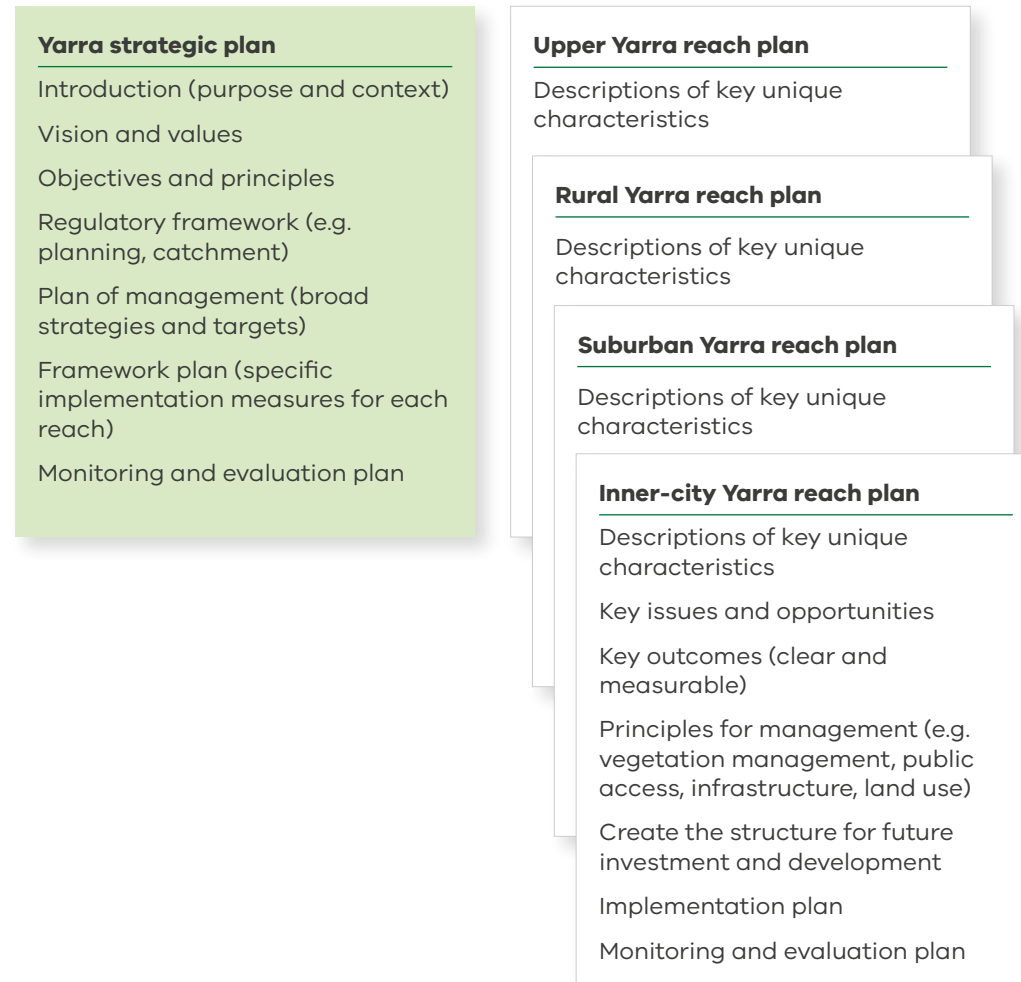 Yarra strategic plan
Introduction (purpose and context)
Vision and values
Objectives and principles
Regulatory framework (e.g.
planning, catchment)
Plan of management (broad
strategies and targets)
Framework plan (specific
implementation measures for each
reach)
Monitoring and evaluation plan
Upper Yarra reach plan
Descriptions of key unique
characteristics
Rural Yarra reach plan
Descriptions of key unique
characteristics
Suburban Yarra reach plan
Descriptions of key unique
characteristics
Inner-city Yarra reach plan
Descriptions of key unique
characteristics
Key issues and opportunities
Key outcomes (clear and
measurable)
Principles for management (e.g.
vegetation management, public
access, infrastructure, land use)
Create the structure for future
investment and development
Implementation plan
Monitoring and evaluation plan